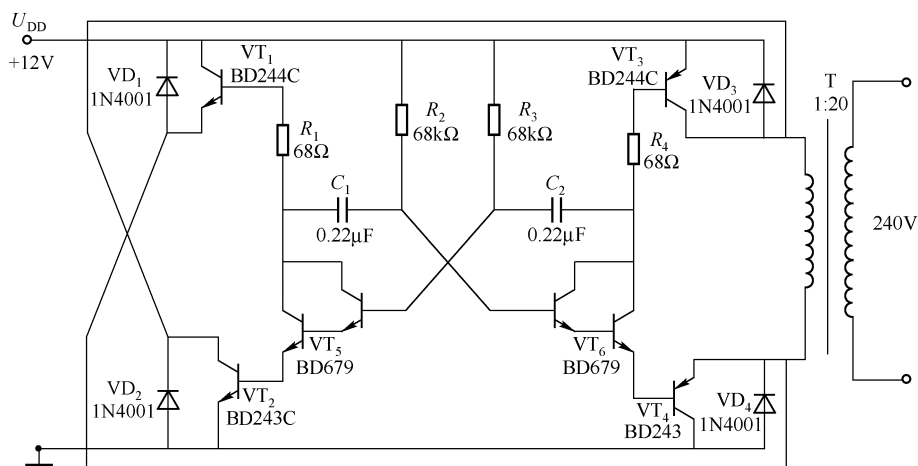 U_DD
+12V
VD₁
1N4001
VT₁
BD244C
R₁
68Ω
R₂
68kΩ
R₃
68kΩ
VT₃
BD244C
R₄
68Ω
VD₃
1N4001
T
1:20
C₁
0.22μF
C₂
0.22μF
240V
VT₅
BD679
VT₆
BD679
VD₂
1N4001
VT₂
BD243C
VT₄
BD243
VD₄
1N4001